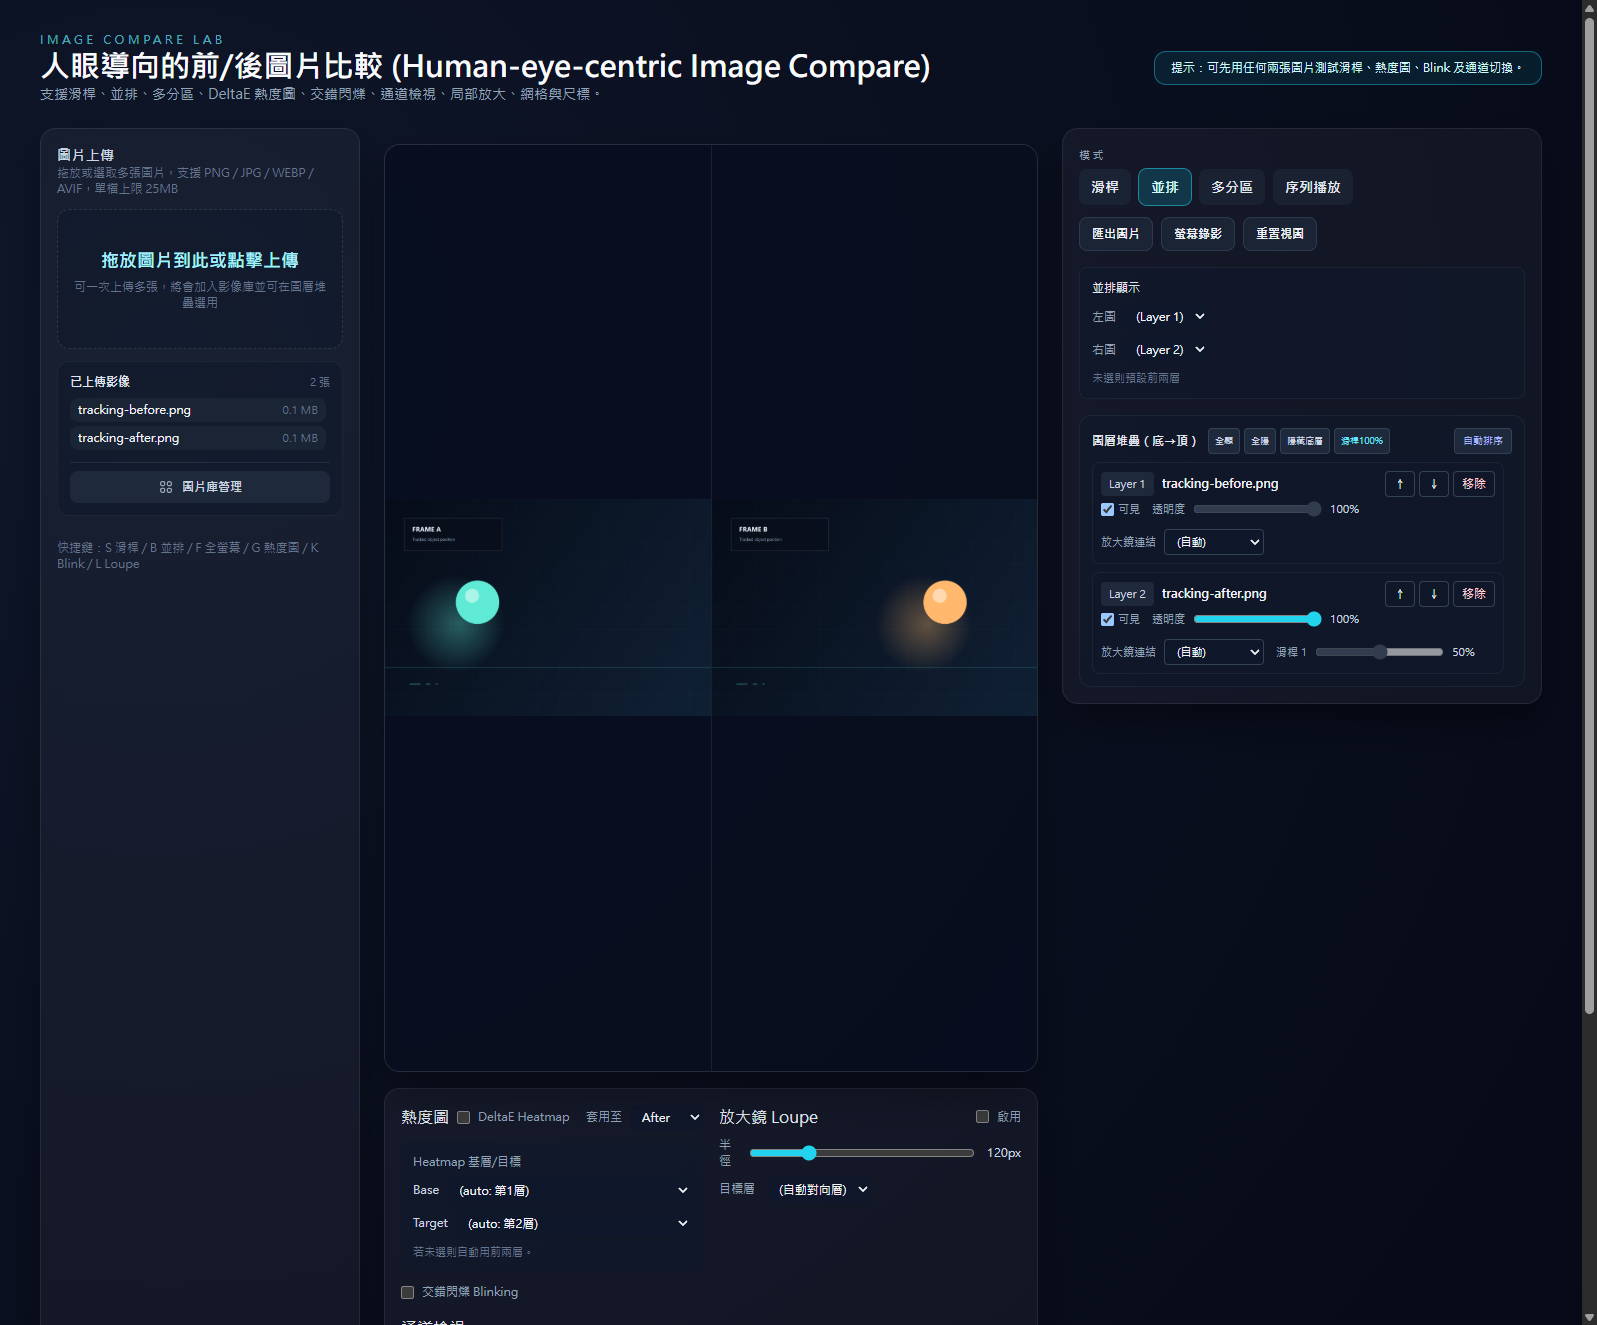 IMAGE COMPARE LAB
人眼導向的前/後圖片比較 (Human-eye-centric Image Compare)
支援滑桿、並排、多分區、DeltaE 熱度圖、交錯閃爍、通道檢視、局部放大、網格與尺標。
提示：可先用任何兩張圖片測試滑桿、熱度圖、Blink 及通道切換。
圖片上傳
拖放或選取多張圖片，支援 PNG / JPG / WEBP /
AVIF，單檔上限 25MB
拖放圖片到此或點擊上傳
可一次上傳多張，將會加入影像庫並可在圖層堆
疊選用
已上傳影像 2 張
tracking-before.png 0.1 MB
tracking-after.png 0.1 MB
圖片庫管理
快捷鍵：S 滑桿 / B 並排 / F 全螢幕 / G 熱度圖 / K
Blink / L Loupe
FRAME A
Tracked object position
FRAME B
Tracked object position
熱度圖 DeltaE Heatmap 套用至 After
Heatmap 基層/目標
Base (auto: 第1層)
Target (auto: 第2層)
若未選則自動用前兩層。
交錯閃爍 Blinking
放大鏡 Loupe 啟用
半
徑 120px
目標層 (自動對向層)
模式
滑桿 並排 多分區 序列播放
匯出圖片 螢幕錄影 重置視圖
並排顯示
左圖 (Layer 1)
右圖 (Layer 2)
未選則預設前兩層
圖層堆疊 ( 底→頂 ) 全顯 全隱 隱藏底層 滑桿100% 自動排序
Layer 1 tracking-before.png ↑ ↓ 移除
可見 透明度 100%
放大鏡連結 (自動)
Layer 2 tracking-after.png ↑ ↓ 移除
可見 透明度 100%
放大鏡連結 (自動) 滑桿 1 50%